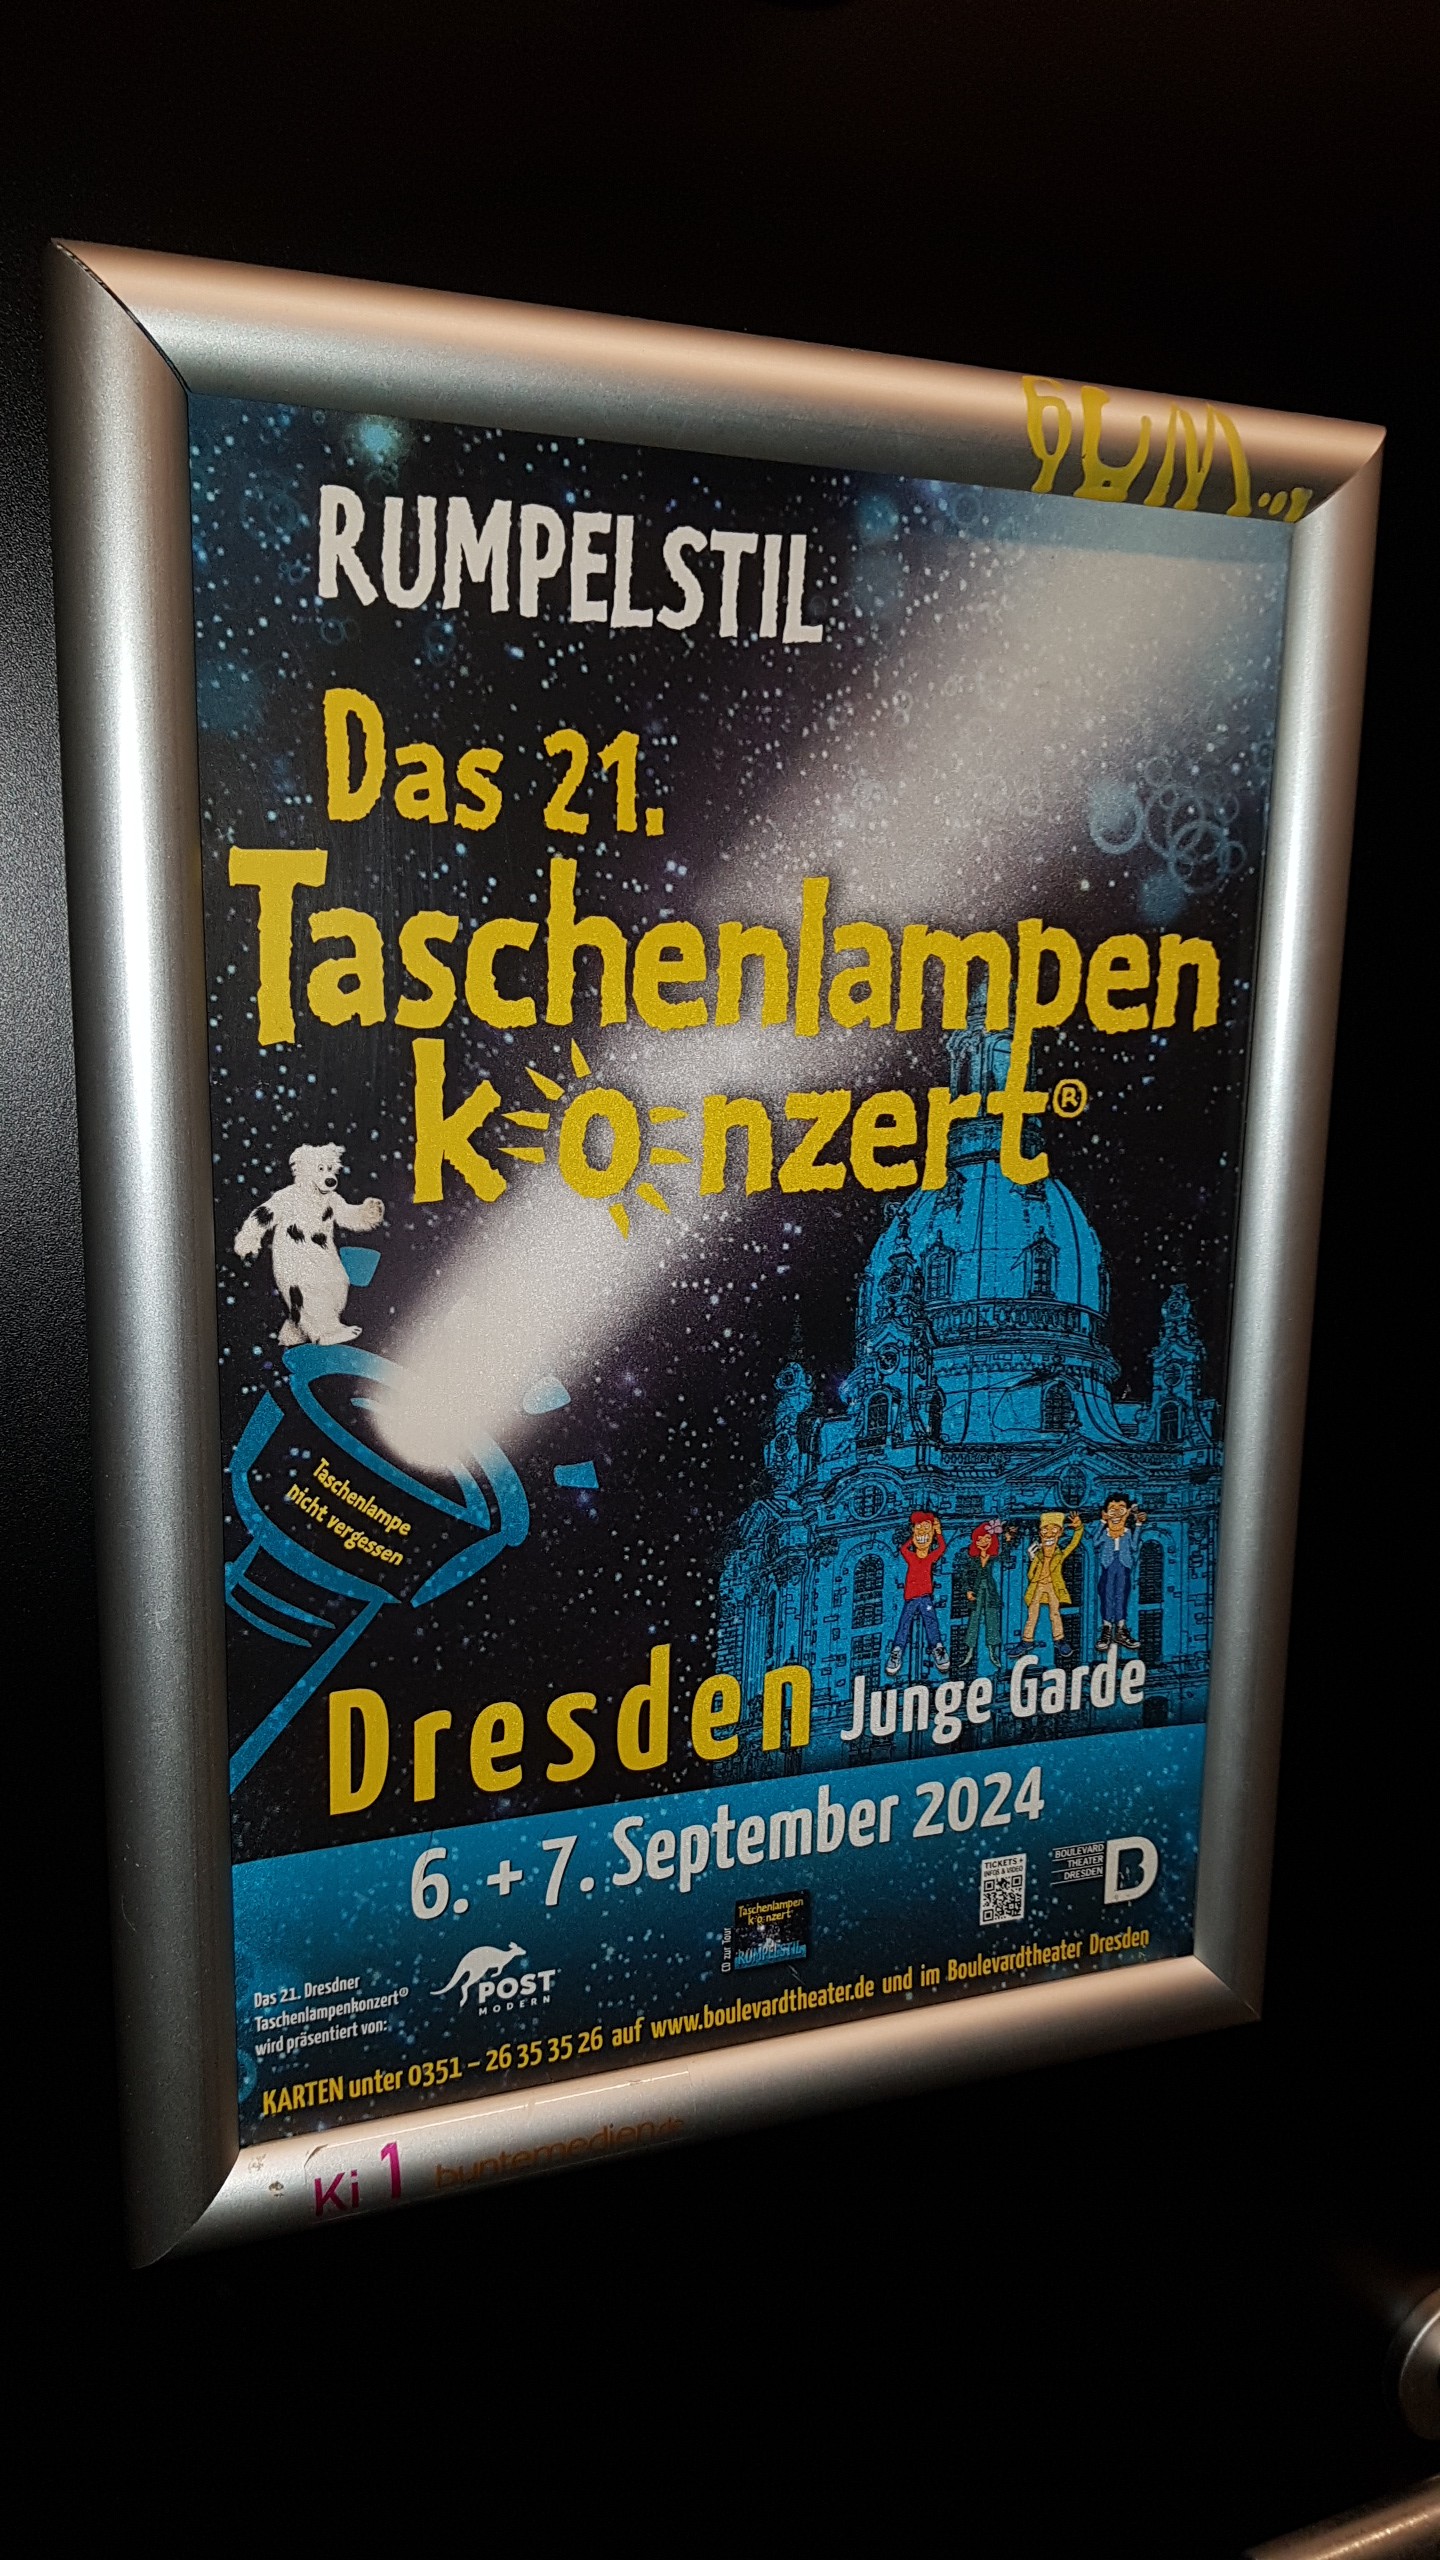 RUMPELSTIL
Das 21.
Taschenlampen
konzert®
Taschenlampe
nicht vergessen
Dresden Junge Garde
6. + 7. September 2024
TICKETS +
INFOS & VIDEO
BOULEVARD
THEATER
DRESDEN
B
CD zur Tour
Taschenlampen
konzert
RUMPELSTIL
Das 21. Dresdner
Taschenlampenkonzert®
wird präsentiert von:
POST
MODERN
KARTEN unter 0351 – 26 35 35 26 auf www.boulevardtheater.de und im Boulevardtheater Dresden
Ki 1
buntemedien.de